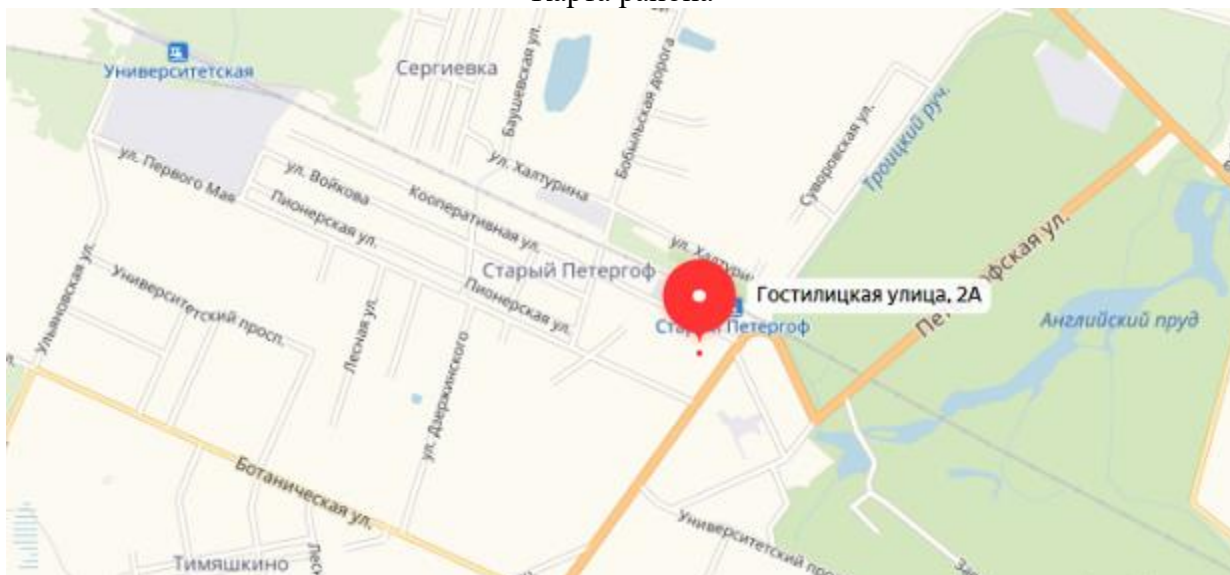 Университетская
Сергиевка
Баушевская ул.
Бобыльская дорога
Суворовская ул.
Троицкий руч.
ул. Первого Мая
ул. Войкова
Кооперативная ул.
ул. Халтурина
Пионерская ул.
Старый Петергоф
Гостилицкая улица, 2А
Английский пруд
Ульяновская ул.
Университетский просп.
Лесная ул.
Пионерская ул.
ул. Дзержинского
Ботаническая ул.
Тимяшкино
Университетский